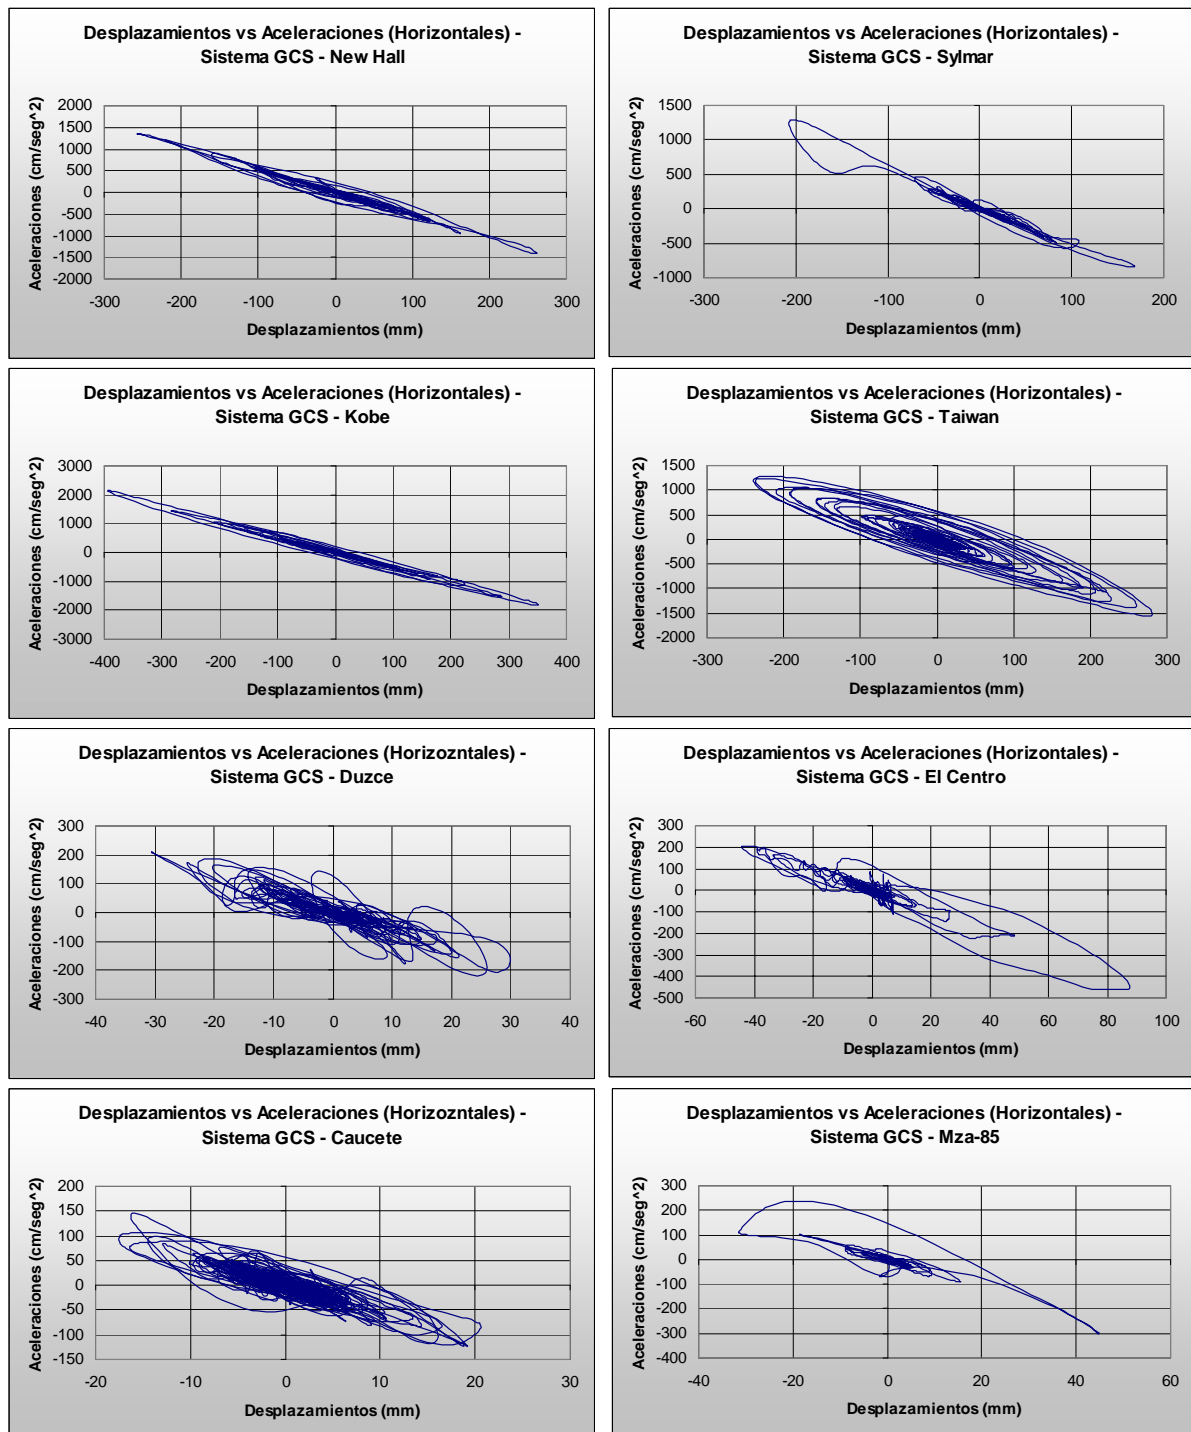 Desplazamientos vs Aceleraciones (Horizontales) -
Sistema GCS - New Hall
Aceleraciones (cm/seg^2)
2000
1500
1000
500
0
-500
-1000
-1500
-2000
-300 -200 -100 0 100 200 300
Desplazamientos (mm)
Desplazamientos vs Aceleraciones (Horizontales) -
Sistema GCS - Sylmar
Aceleraciones (cm/seg^2)
1500
1000
500
0
-500
-1000
-300 -200 -100 0 100 200
Desplazamientos (mm)
Desplazamientos vs Aceleraciones (Horizontales) -
Sistema GCS - Kobe
Aceleraciones (cm/seg^2)
3000
2000
1000
0
-1000
-2000
-3000
-400 -300 -200 -100 0 100 200 300 400
Desplazamientos (mm)
Desplazamientos vs Aceleraciones (Horizontales) -
Sistema GCS - Taiwan
Aceleraciones (cm/seg^2)
1500
1000
500
0
-500
-1000
-1500
-2000
-300 -200 -100 0 100 200 300
Desplazamientos (mm)
Desplazamientos vs Aceleraciones (Horizozntales) -
Sistema GCS - Duzce
Aceleraciones (cm/seg^2)
300
200
100
0
-100
-200
-300
-40 -30 -20 -10 0 10 20 30 40
Desplazamientos (mm)
Desplazamientos vs Aceleraciones (Horizontales) -
Sistema GCS - El Centro
Aceleraciones (cm/seg^2)
300
200
100
0
-100
-200
-300
-400
-500
-60 -40 -20 0 20 40 60 80 100
Desplazamientos (mm)
Desplazamientos vs Aceleraciones (Horizozntales) -
Sistema GCS - Caucete
Aceleraciones (cm/seg^2)
200
150
100
50
0
-50
-100
-150
-20 -10 0 10 20 30
Desplazamientos (mm)
Desplazamientos vs Aceleraciones (Horizontales) -
Sistema GCS - Mza-85
Aceleraciones (cm/seg^2)
300
200
100
0
-100
-200
-300
-400
-40 -20 0 20 40 60
Desplazamientos (mm)